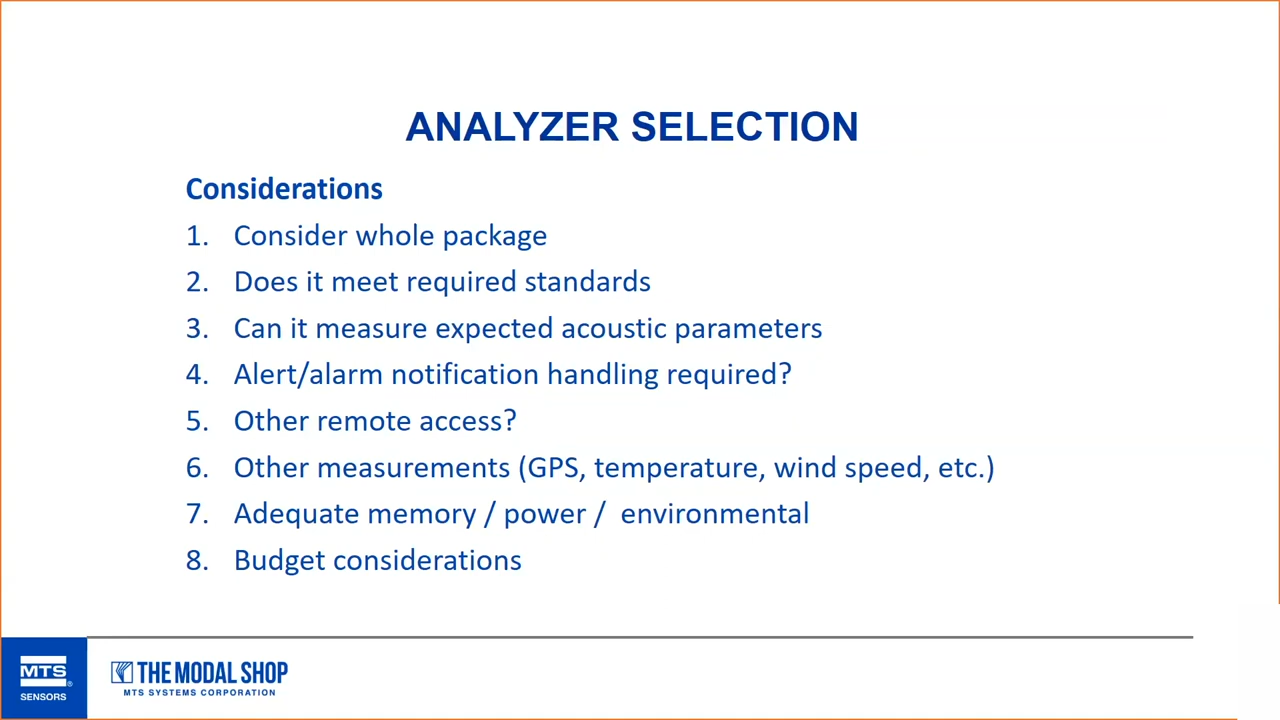 ANALYZER SELECTION
Considerations
1. Consider whole package
2. Does it meet required standards
3. Can it measure expected acoustic parameters
4. Alert/alarm notification handling required?
5. Other remote access?
6. Other measurements (GPS, temperature, wind speed, etc.)
7. Adequate memory / power /  environmental
8. Budget considerations
MTS®
SENSORS
THE MODAL SHOP
MTS SYSTEMS CORPORATION